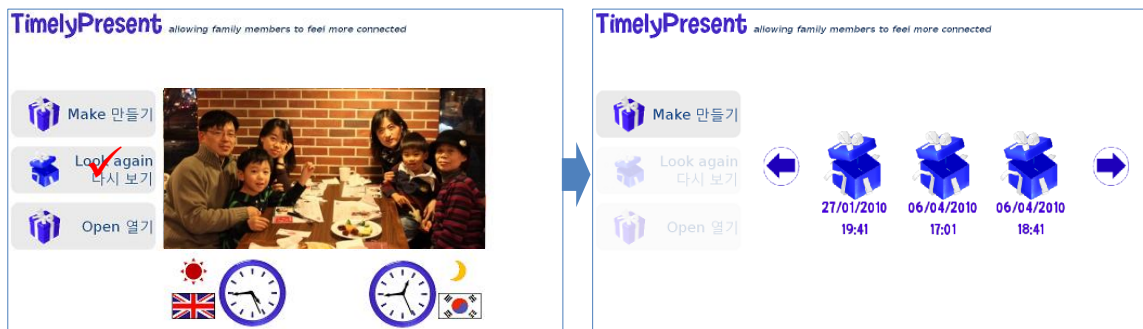 TimelyPresent allowing family members to feel more connected
Make 만들기
Look again
다시 보기
Open 열기
TimelyPresent allowing family members to feel more connected
Make 만들기
Look again
다시 보기
Open 열기
27/01/2010 06/04/2010 06/04/2010
19:41 17:01 18:41